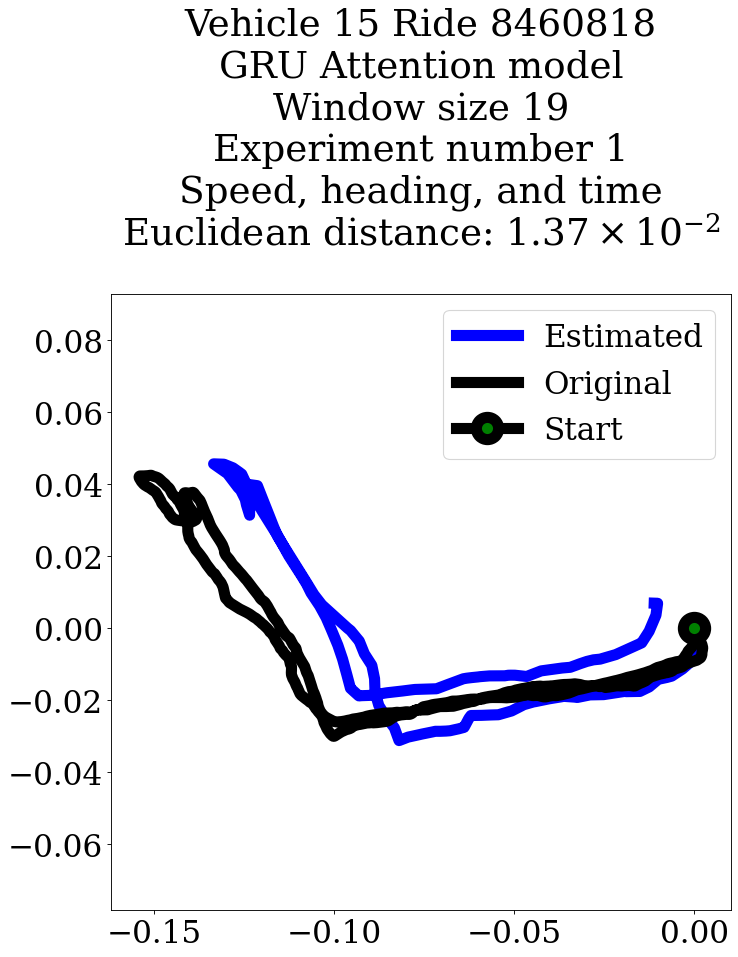 Vehicle 15 Ride 8460818
GRU Attention model
Window size 19
Experiment number 1
Speed, heading, and time
Euclidean distance: 1.37 × 10⁻²
Estimated
Original
Start
0.08
0.06
0.04
0.02
0.00
−0.02
−0.04
−0.06
−0.15 −0.10 −0.05 0.00